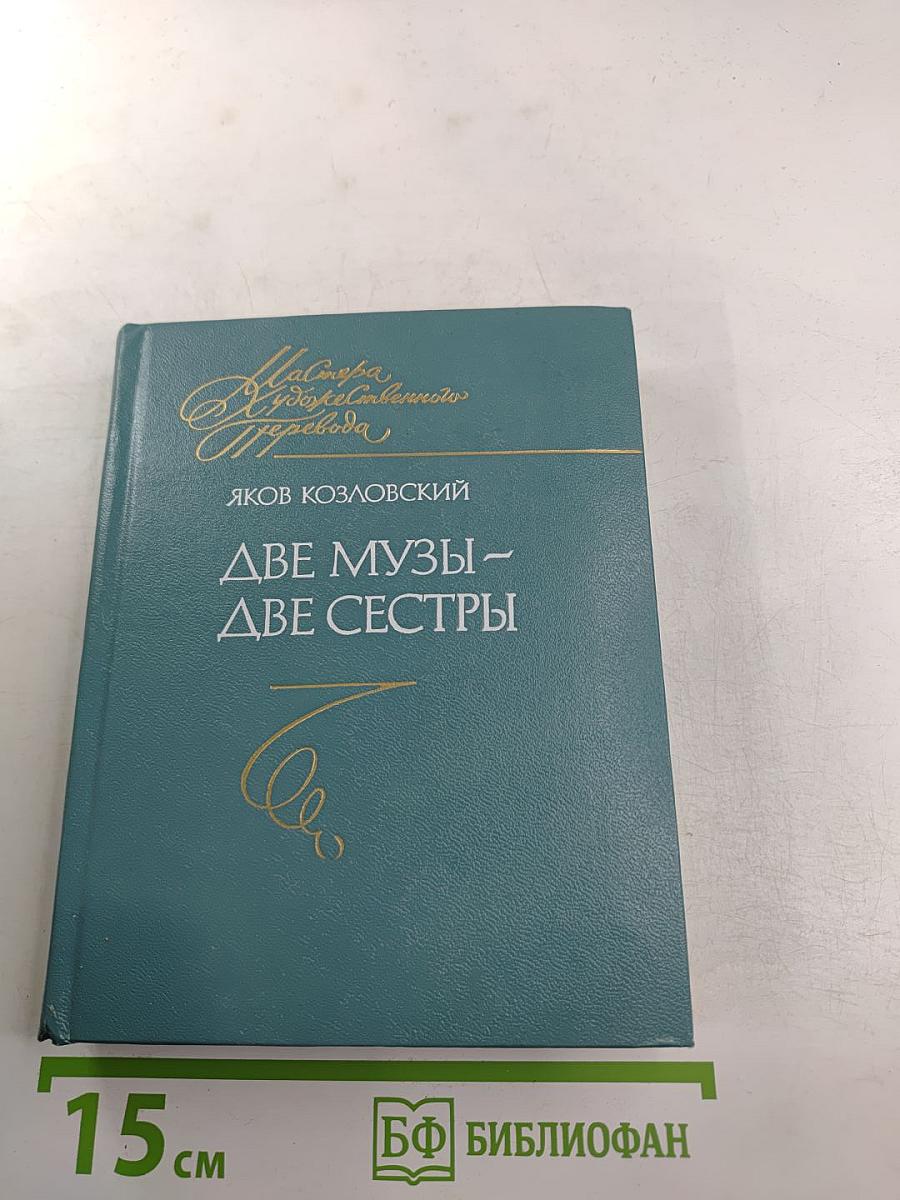 Мастера
Художественного
Перевода
ЯКОВ КОЗЛОВСКИЙ
ДВЕ МУЗЫ–
ДВЕ СЕСТРЫ
15 см
БФ БИБЛИОФАН